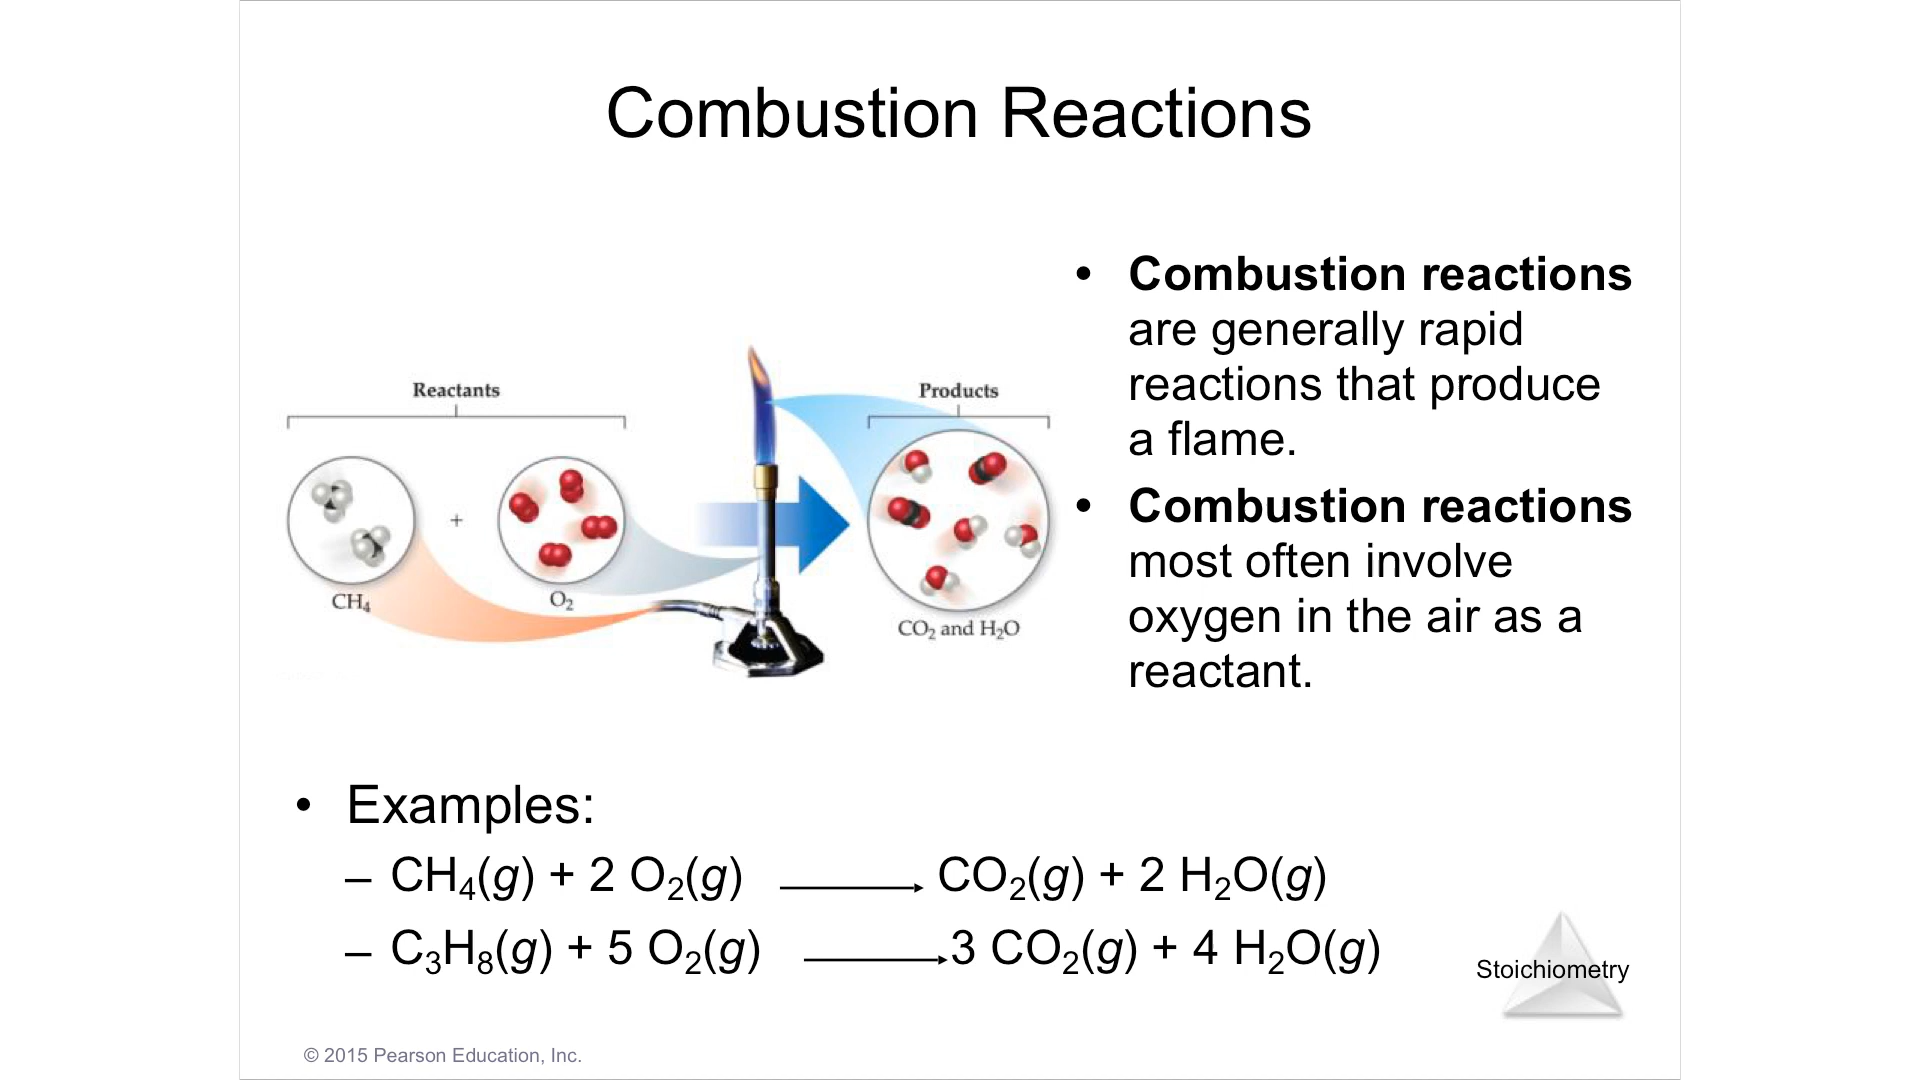 Combustion Reactions
• Combustion reactions
are generally rapid
reactions that produce
a flame.
• Combustion reactions
most often involve
oxygen in the air as a
reactant.
Reactants
Products
+
CH₄
O₂
CO₂ and H₂O
• Examples:
– CH₄(g) + 2 O₂(g) ⟶ CO₂(g) + 2 H₂O(g)
– C₃H₈(g) + 5 O₂(g) ⟶ 3 CO₂(g) + 4 H₂O(g)
Stoichiometry
© 2015 Pearson Education, Inc.